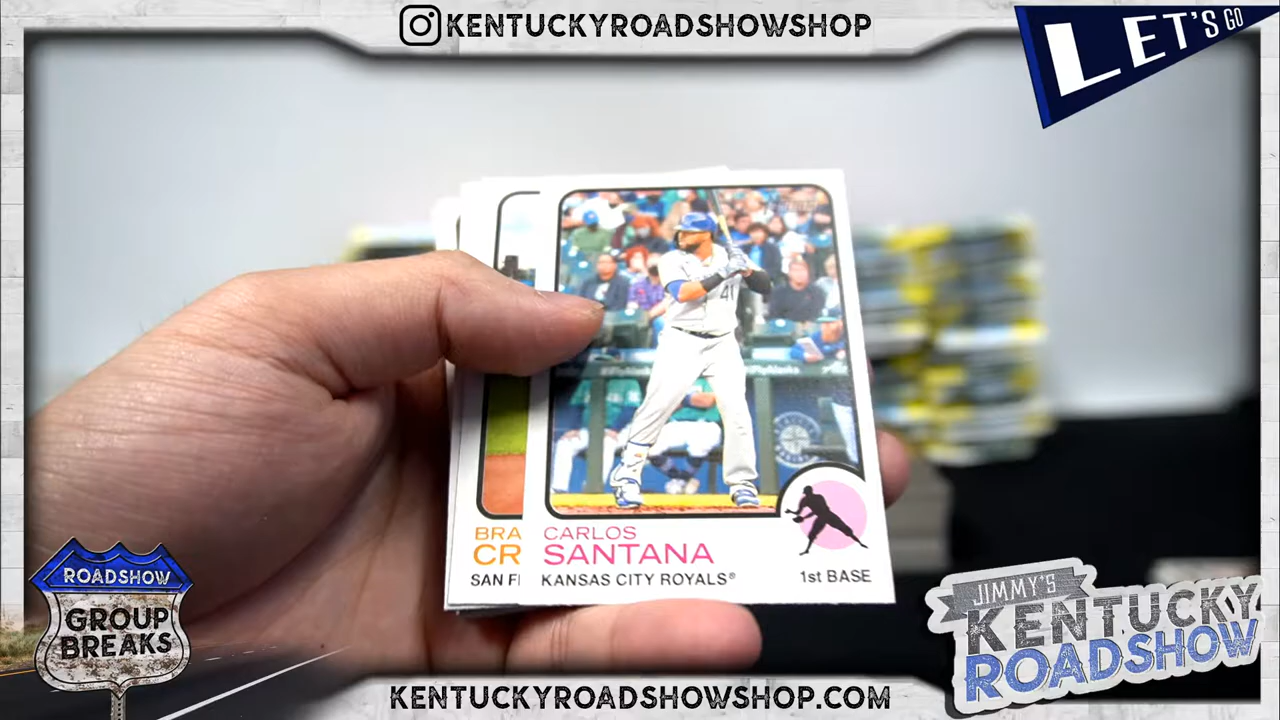 KENTUCKYROADSHOWSHOP
LET'S GO
41
CARLOS
SANTANA
KANSAS CITY ROYALS®
1st BASE
BRA
CR
SAN F
ROADSHOW
GROUP
BREAKS
JIMMY'S
KENTUCKY
ROADSHOW
KENTUCKYROADSHOWSHOP.COM